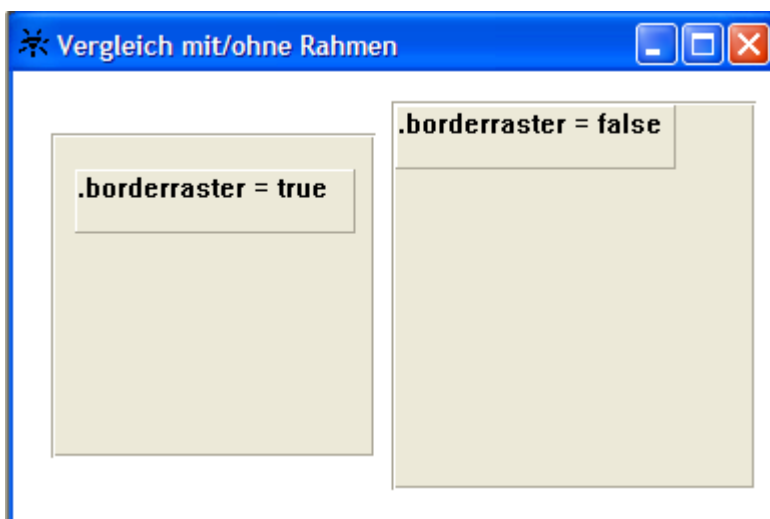 Vergleich mit/ohne Rahmen
.borderraster = true
.borderraster = false